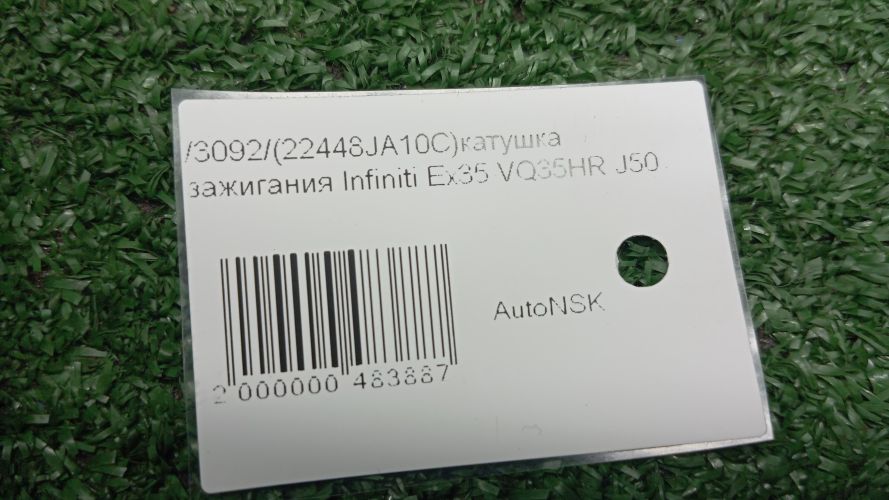 /3092/(22448JA10C)катушка
зажигания Infiniti Ex35 VQ35HR J50
AutoNSK
2 000000 483887